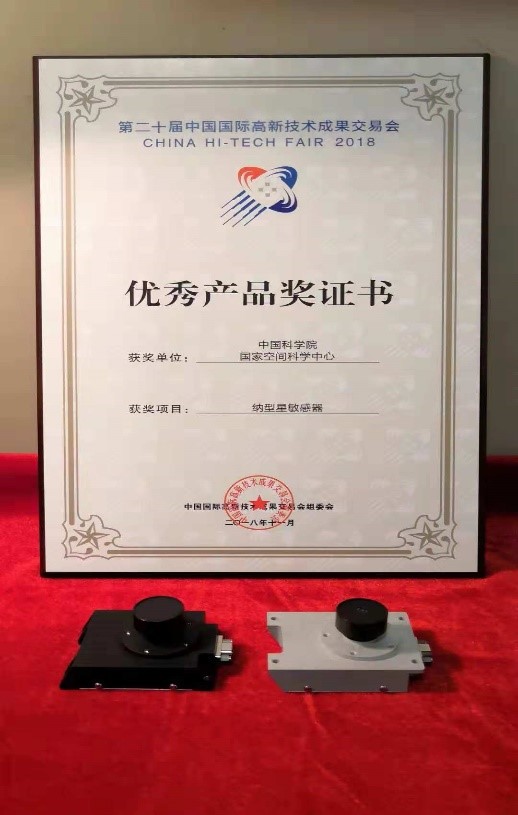 第二十届中国国际高新技术成果交易会
CHINA HI-TECH FAIR 2018
优秀产品奖证书
获奖单位：
中国科学院
国家空间科学中心
获奖项目：
纳型星敏感器
中国国际高新技术成果交易会组委会
二〇一八年十一月